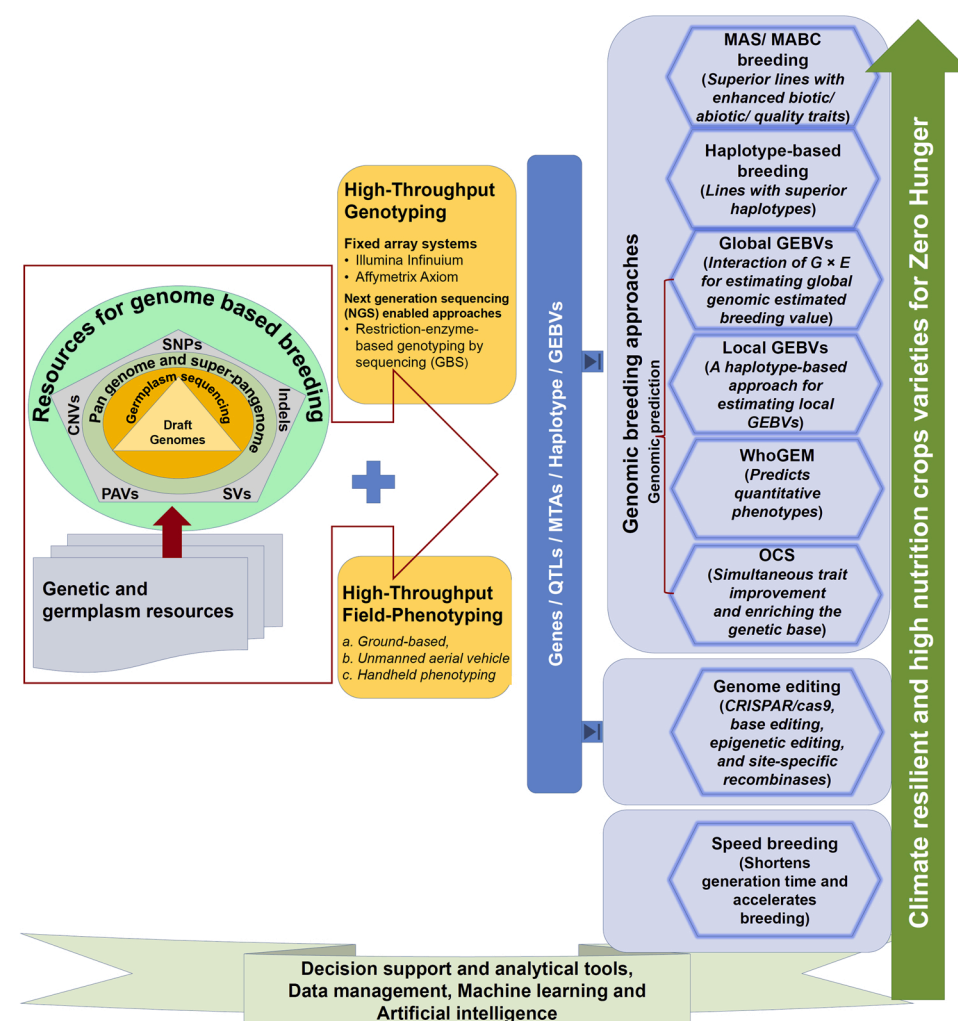 Resources for genome based breeding
SNPs
Indels
SVs
PAVs
CNVs
Pan genome and super-pangenome
Germplasm sequencing
Draft
Genomes
Genetic and
germplasm resources
High-Throughput
Genotyping
Fixed array systems
• Illumina Infinuium
• Affymetrix Axiom
Next generation sequencing
(NGS) enabled approaches
• Restriction-enzyme-
based genotyping by
sequencing (GBS)
High-Throughput
Field-Phenotyping
a. Ground-based,
b. Unmanned aerial vehicle
c. Handheld phenotyping
Genes / QTLs / MTAs / Haplotype / GEBVs
Genomic breeding approaches
Genomic prediction
MAS/ MABC
breeding
(Superior lines with
enhanced biotic/
abiotic/ quality traits)
Haplotype-based
breeding
(Lines with superior
haplotypes)
Global GEBVs
(Interaction of G × E
for estimating global
genomic estimated
breeding value)
Local GEBVs
(A haplotype-based
approach for
estimating local
GEBVs)
WhoGEM
(Predicts
quantitative
phenotypes)
OCS
(Simultaneous trait
improvement
and enriching the
genetic base)
Genome editing
(CRISPAR/cas9,
base editing,
epigenetic editing,
and site-specific
recombinases)
Speed breeding
(Shortens
generation time and
accelerates
breeding)
Climate resilient and high nutrition crops varieties for Zero Hunger
Decision support and analytical tools,
Data management, Machine learning and
Artificial intelligence